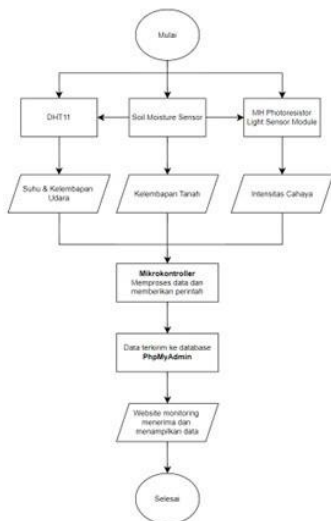 Mulai
DHT11
Soil Moisture Sensor
MH Photoresistor
Light Sensor Module
Suhu & Kelembapan
Udara
Kelembapan Tanah
Intensitas Cahaya
Mikrokontroller
Memproses data dan
memberikan perintah
Data terkirim ke database
PhpMyAdmin
Website monitoring
menerima dan
menampilkan data
Selesai